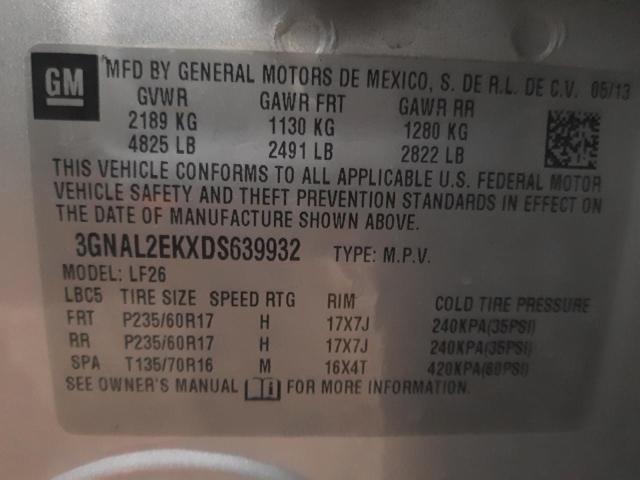 GM
MFD BY GENERAL MOTORS DE MEXICO, S. DE R.L. DE C.V. 05/13
GVWR GAWR FRT GAWR RR
2189 KG 1130 KG 1280 KG
4825 LB 2491 LB 2822 LB
THIS VEHICLE CONFORMS TO ALL APPLICABLE U.S. FEDERAL MOTOR
VEHICLE SAFETY AND THEFT PREVENTION STANDARDS IN EFFECT ON
THE DATE OF MANUFACTURE SHOWN ABOVE.
3GNAL2EKXDS639932 TYPE: M.P.V.
MODEL: LF26
LBC5 TIRE SIZE SPEED RTG RIM COLD TIRE PRESSURE
FRT P235/60R17 H 17X7J 240KPA(35PSI)
RR P235/60R17 H 17X7J 240KPA(35PSI)
SPA T135/70R16 M 16X4T 420KPA(60PSI)
SEE OWNER'S MANUAL FOR MORE INFORMATION.